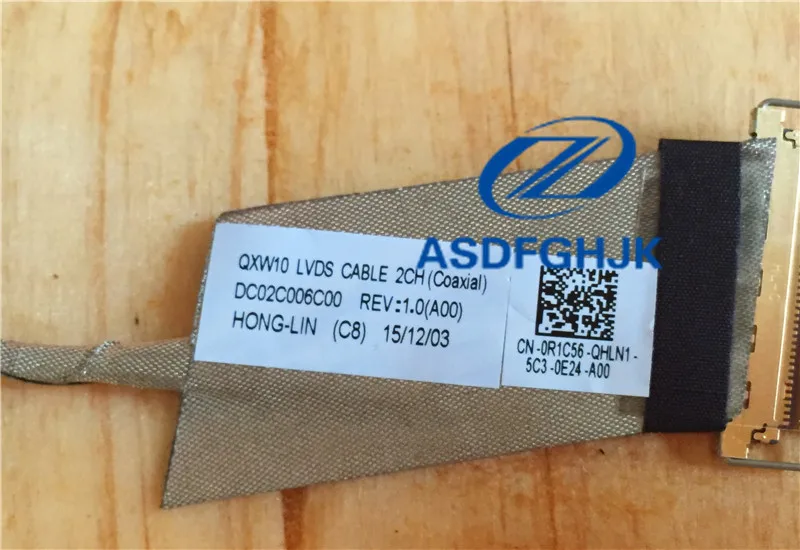 ASDFGHJK
QXW10 LVDS CABLE 2CH(Coaxial)
DC02C006C00 REV:1.0(A00)
HONG-LIN (C8) 15/12/03
CN-0R1C56-QHLN1-
5C3-0E24-A00